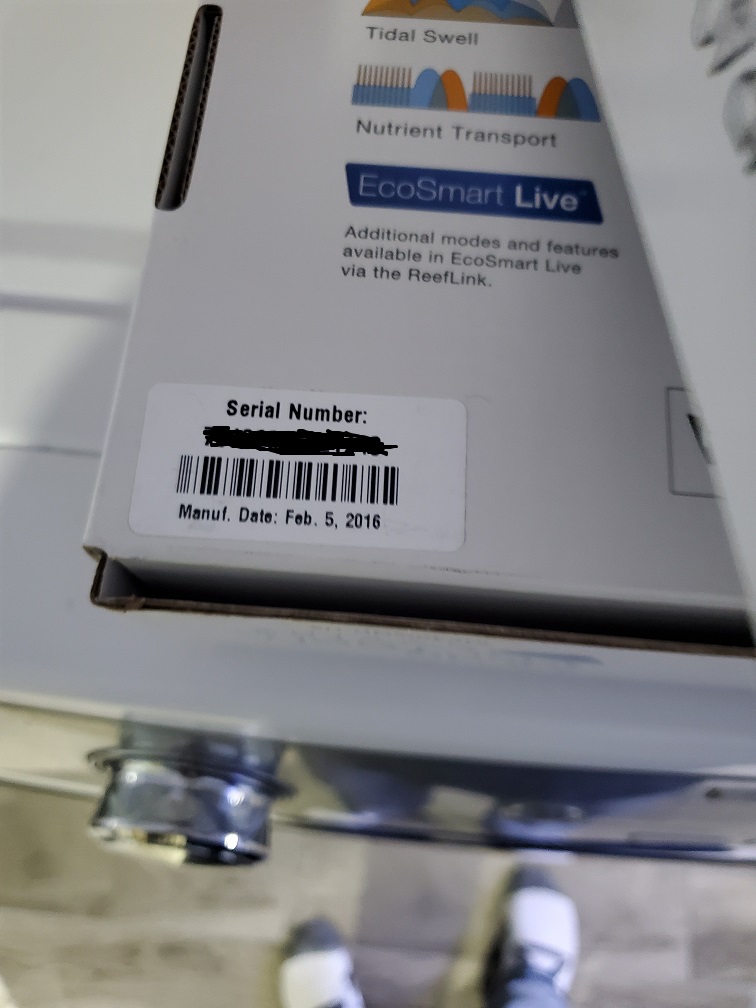 Tidal Swell
Nutrient Transport
EcoSmart Live™
Additional modes and features
available in EcoSmart Live
via the ReefLink.
Serial Number:
Manuf. Date: Feb. 5, 2016